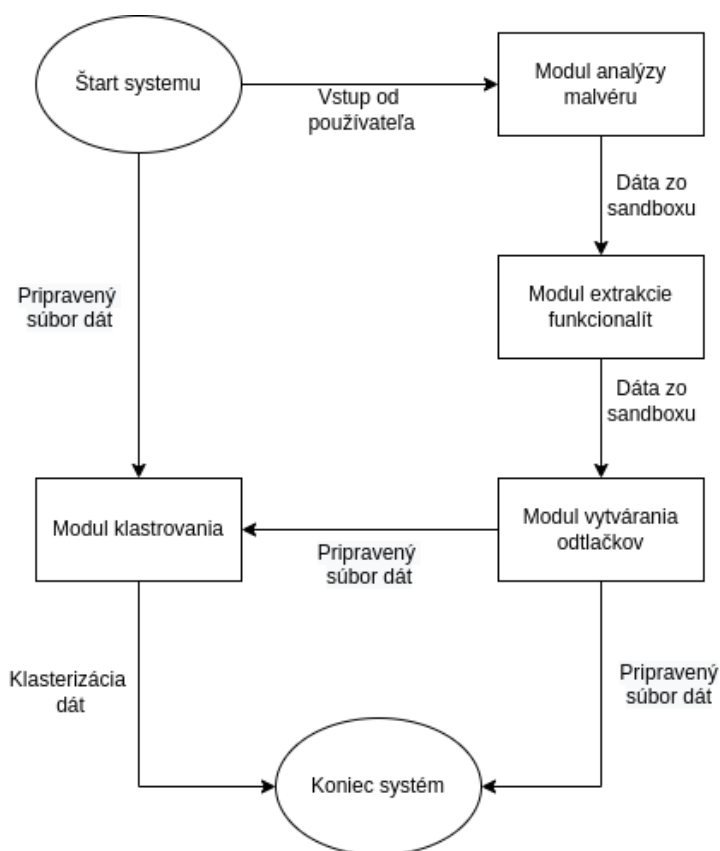 Štart systemu
Vstup od
používateľa
Modul analýzy
malvéru
Dáta zo
sandboxu
Pripravený
súbor dát
Modul extrakcie
funkcionalít
Dáta zo
sandboxu
Modul klastrovania
Pripravený
súbor dát
Modul vytvárania
odtlačkov
Klasterizácia
dát
Pripravený
súbor dát
Koniec systém